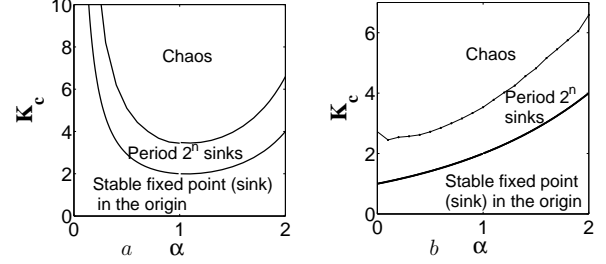 10
8
6
4
2
0
K_c
Chaos
Period 2^n sinks
Stable fixed point (sink)
in the origin
0
1
2
a
α
6
4
2
0
K_c
Chaos
Period 2^n
sinks
Stable fixed point
(sink) in the origin
0
1
2
b
α